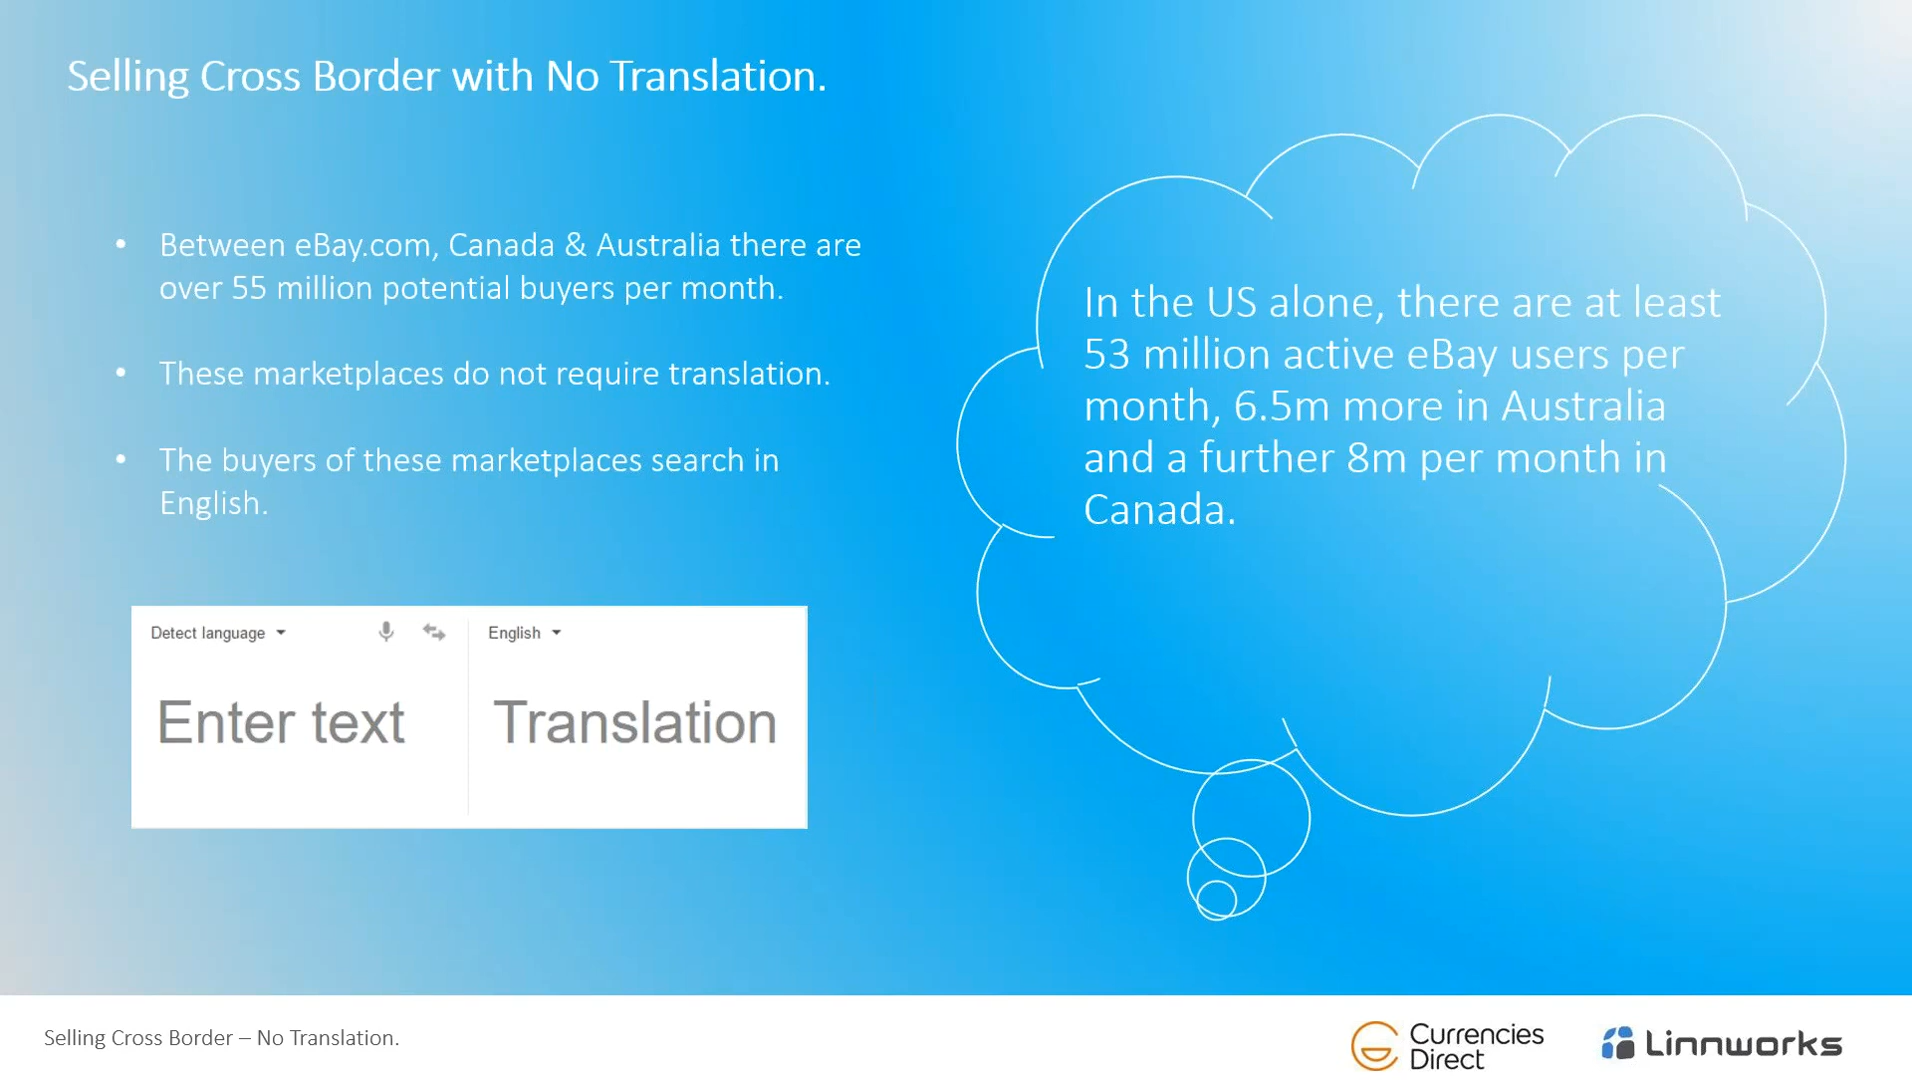 Selling Cross Border with No Translation.
• Between eBay.com, Canada & Australia there are
over 55 million potential buyers per month.
• These marketplaces do not require translation.
• The buyers of these marketplaces search in
English.
Detect language
English
Enter text
Translation
In the US alone, there are at least
53 million active eBay users per
month, 6.5m more in Australia
and a further 8m per month in
Canada.
Selling Cross Border – No Translation.
Currencies
Direct
Linnworks